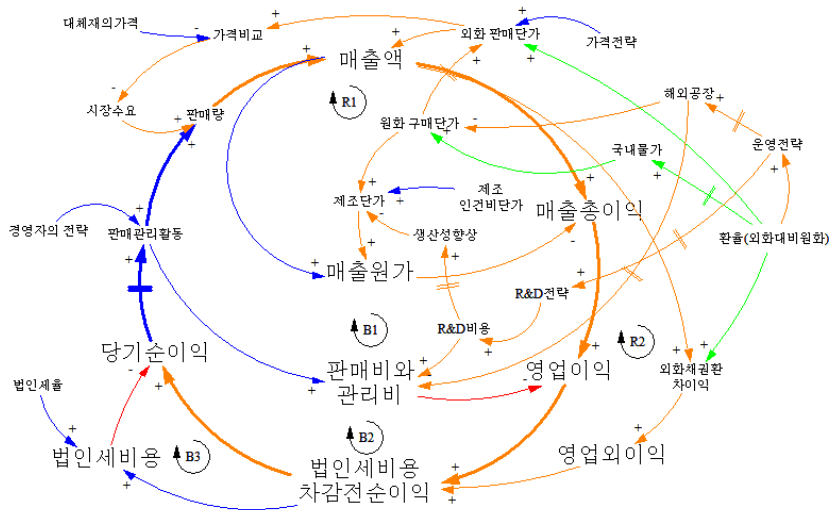 대체재의가격
가격비교
외화 판매단가
가격전략
매출액
시장수요
판매량
R1
해외공장
원화 구매단가
운영전략
국내물가
제조단가
제조
인건비단가
매출총이익
경영자의 전략
판매관리활동
생산성향상
환율(외화대비원화)
매출원가
R&D전략
R&D비용
B1
R2
당기순이익
판매비와
관리비
영업이익
외화채권환
차이익
법인세율
법인세비용
B3
B2
법인세비용
차감전순이익
영업외이익